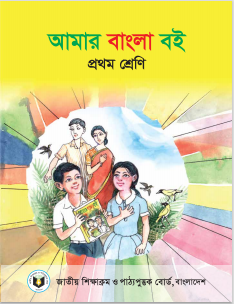 আমার বাংলা বই
প্রথম শ্রেণি
জাতীয় শিক্ষাক্রম ও পাঠ্যপুস্তক বোর্ড, বাংলাদেশ